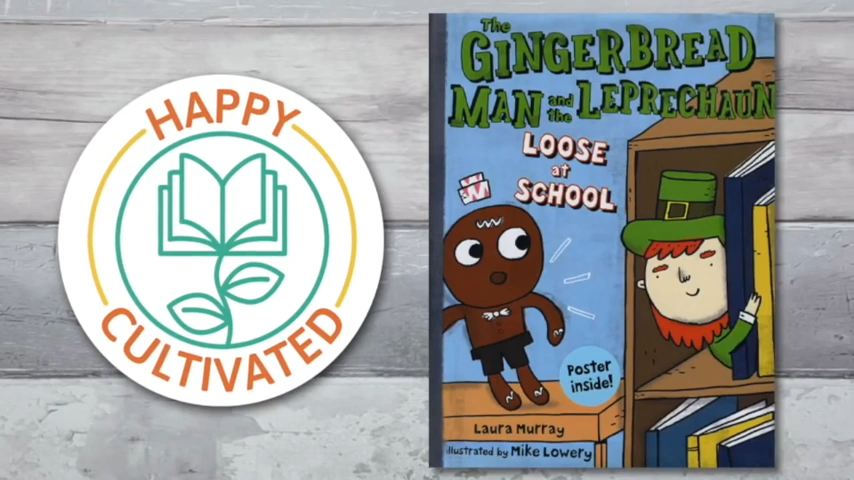 HAPPY
CULTIVATED
The
GINGERBREAD
MAN and the LEPRECHAUN
LOOSE
at
SCHOOL
Poster
inside!
Laura Murray
illustrated by Mike Lowery